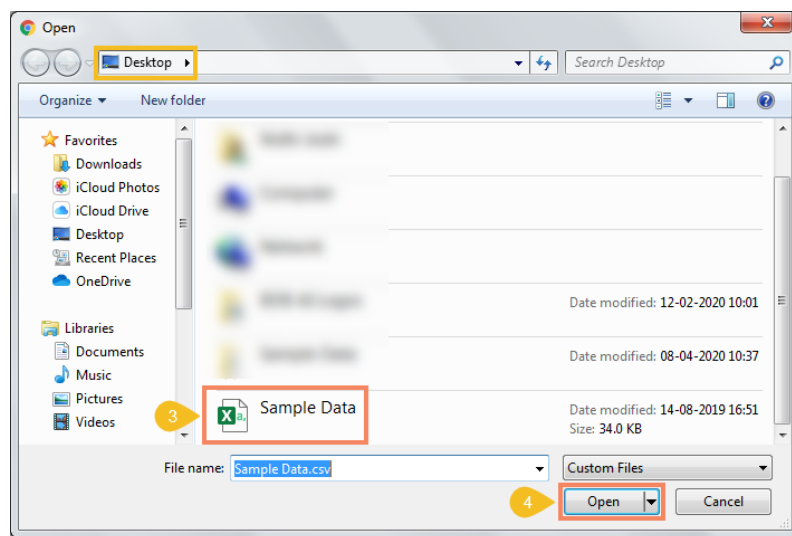 Open
Desktop
Search Desktop
Organize
New folder
Favorites
Downloads
iCloud Photos
iCloud Drive
Desktop
Recent Places
OneDrive
Libraries
Documents
Music
Pictures
Videos
Date modified: 12-02-2020 10:01
Date modified: 08-04-2020 10:37
3
Sample Data
Date modified: 14-08-2019 16:51
Size: 34.0 KB
File name: Sample Data.csv
Custom Files
4
Open
Cancel